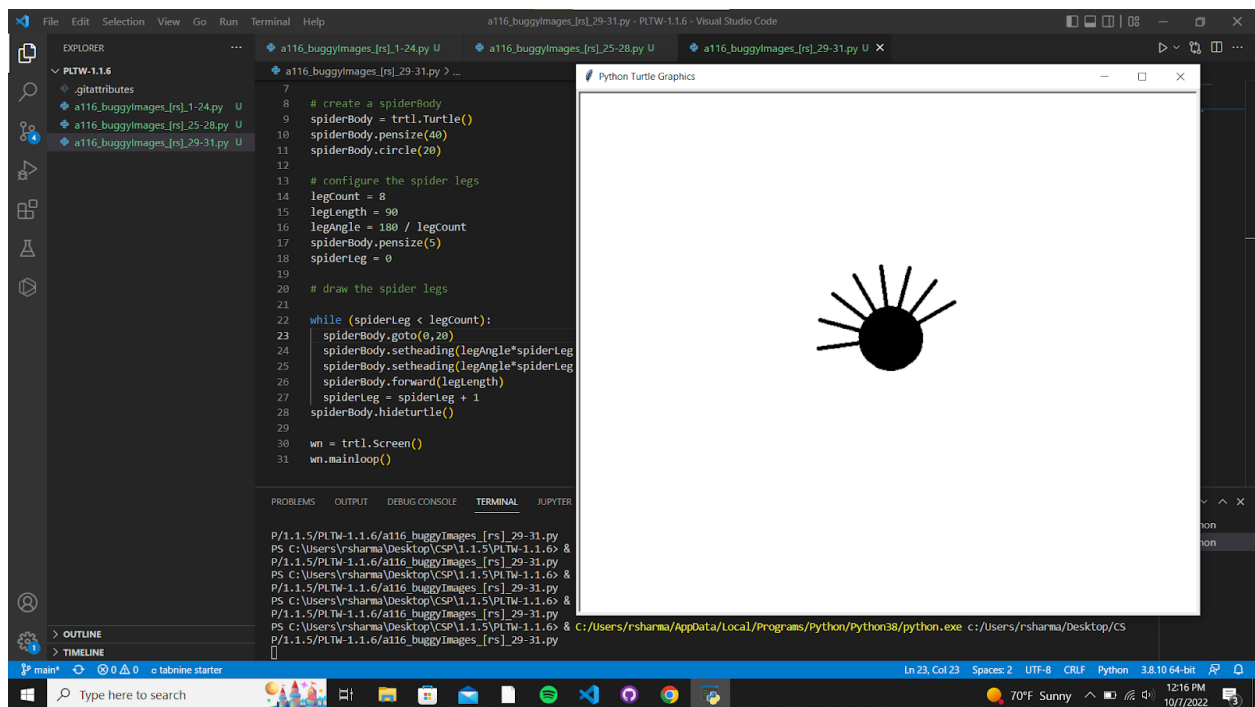 File Edit Selection View Go Run Terminal Help a116_buggyImages_[rs]_29-31.py - PLTW-1.1.6 - Visual Studio Code
EXPLORER
a116_buggyImages_[rs]_1-24.py U
a116_buggyImages_[rs]_25-28.py U
a116_buggyImages_[rs]_29-31.py U
PLTW-1.1.6
.gitattributes
a116_buggyImages_[rs]_1-24.py U
a116_buggyImages_[rs]_25-28.py U
a116_buggyImages_[rs]_29-31.py U
4
a116_buggyImages_[rs]_29-31.py > ...
7
8 # create a spiderBody
9 spiderBody = trtl.Turtle()
10 spiderBody.pensize(40)
11 spiderBody.circle(20)
12
13 # configure the spider legs
14 legCount = 8
15 legLength = 90
16 legAngle = 180 / legCount
17 spiderBody.pensize(5)
18 spiderLeg = 0
19
20 # draw the spider legs
21
22 while (spiderLeg < legCount):
23 spiderBody.goto(0,20)
24 spiderBody.setheading(legAngle*spiderLeg
25 spiderBody.setheading(legAngle*spiderLeg
26 spiderBody.forward(legLength)
27 spiderLeg = spiderLeg + 1
28 spiderBody.hideturtle()
29
30 wn = trtl.Screen()
31 wn.mainloop()
Python Turtle Graphics
PROBLEMS OUTPUT DEBUG CONSOLE TERMINAL JUPYTER
P/1.1.5/PLTW-1.1.6/a116_buggyImages_[rs]_29-31.py
PS C:\Users\rsharma\Desktop\CSP\1.1.5\PLTW-1.1.6> &
P/1.1.5/PLTW-1.1.6/a116_buggyImages_[rs]_29-31.py
PS C:\Users\rsharma\Desktop\CSP\1.1.5\PLTW-1.1.6> &
P/1.1.5/PLTW-1.1.6/a116_buggyImages_[rs]_29-31.py
PS C:\Users\rsharma\Desktop\CSP\1.1.5\PLTW-1.1.6> &
P/1.1.5/PLTW-1.1.6/a116_buggyImages_[rs]_29-31.py
PS C:\Users\rsharma\Desktop\CSP\1.1.5\PLTW-1.1.6> & C:/Users/rsharma/AppData/Local/Programs/Python/Python38/python.exe c:/Users/rsharma/Desktop/CS
P/1.1.5/PLTW-1.1.6/a116_buggyImages_[rs]_29-31.py
hon
hon
OUTLINE
TIMELINE
1
main* 0 0 tabnine starter Ln 23, Col 23 Spaces: 2 UTF-8 CRLF Python 3.8.10 64-bit
Type here to search
70°F Sunny
12:16 PM
10/7/2022
3